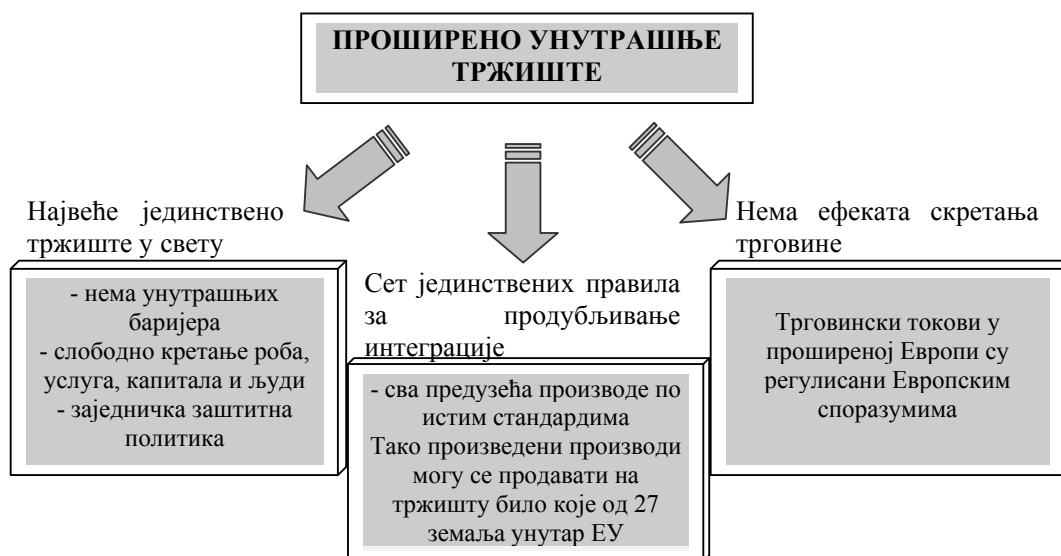 ПРОШИРЕНО УНУТРАШЊЕ
ТРЖИШТЕ
Највеће јединствено
тржиште у свету
- нема унутрашњих
баријера
- слободно кретање роба,
услуга, капитала и људи
- заједничка заштитна
политика
Сет јединствених правила
за продубљивање
интеграције
- сва предузећа производе по
истим стандардима
Тако произведени производи
могу се продавати на
тржишту било које од 27
земаља унутар ЕУ
Нема ефеката скретања
трговине
Трговински токови у
проширеној Европи су
регулисани Европским
споразумима